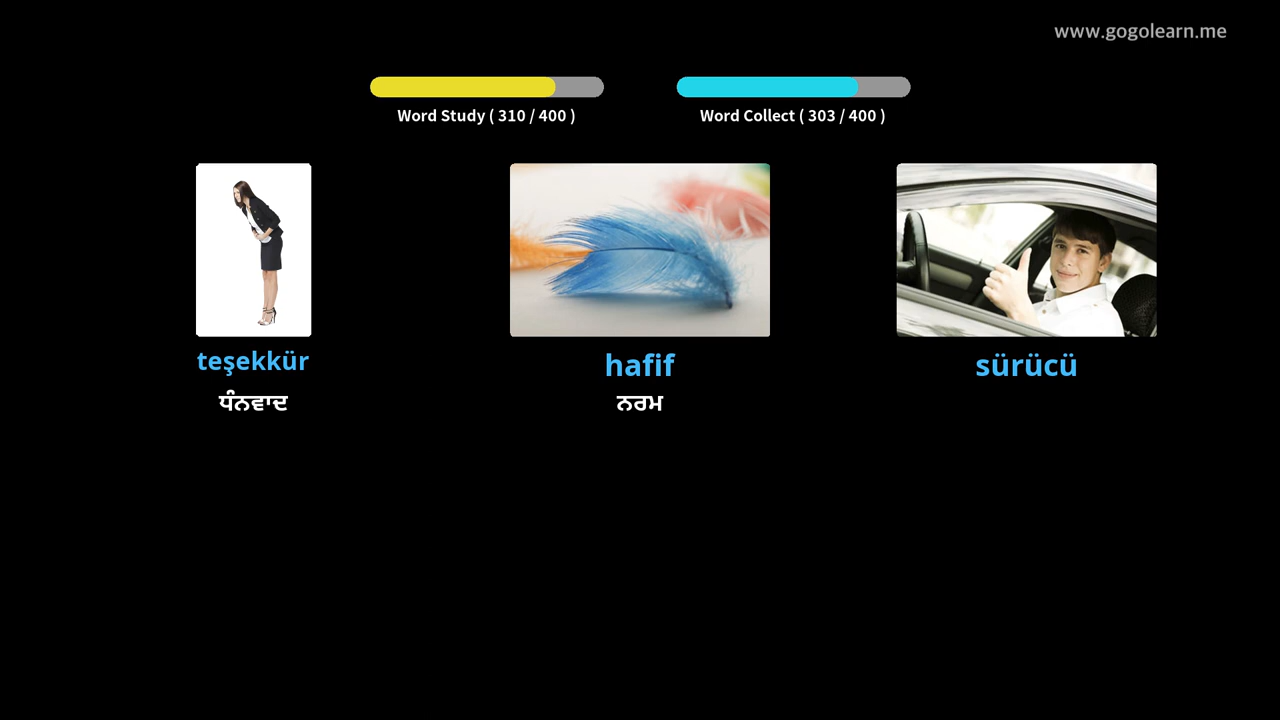 www.gogolearn.me
Word Study ( 310 / 400 )
Word Collect ( 303 / 400 )
teşekkür
ਧੰਨਵਾਦ
hafif
ਨਰਮ
sürücü